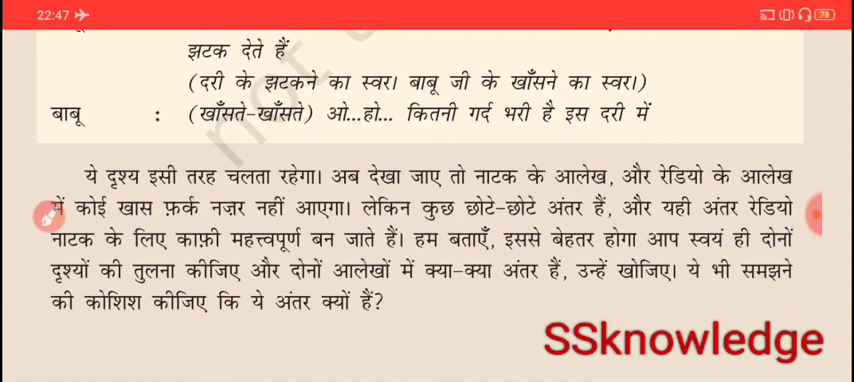 22:47
78
झटक देते हैं
(दरी के झटकने का स्वर। बाबू जी के खाँसने का स्वर।)
बाबू : (खाँसते-खाँसते) ओ...हो... कितनी गर्द भरी है इस दरी में
not
ये दृश्य इसी तरह चलता रहेगा। अब देखा जाए तो नाटक के आलेख, और रेडियो के आलेख
में कोई खास फ़र्क नज़र नहीं आएगा। लेकिन कुछ छोटे-छोटे अंतर हैं, और यही अंतर रेडियो
नाटक के लिए काफ़ी महत्त्वपूर्ण बन जाते हैं। हम बताएँ, इससे बेहतर होगा आप स्वयं ही दोनों
दृश्यों की तुलना कीजिए और दोनों आलेखों में क्या-क्या अंतर हैं, उन्हें खोजिए। ये भी समझने
की कोशिश कीजिए कि ये अंतर क्यों हैं?
SSknowledge